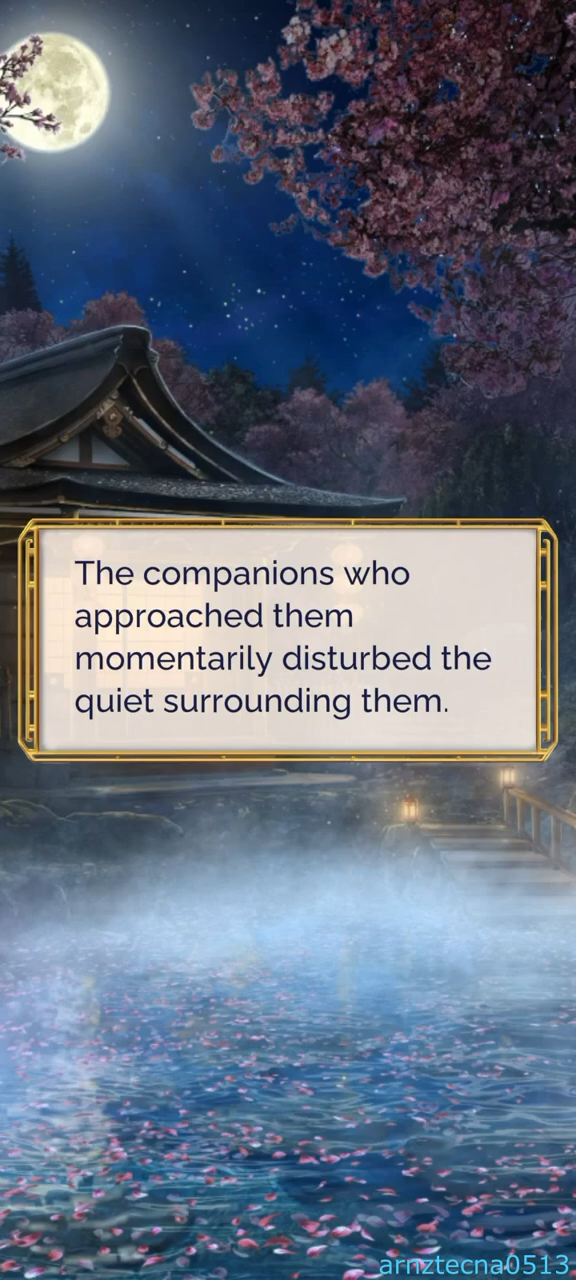 The companions who
approached them
momentarily disturbed the
quiet surrounding them.
arnztecna0513